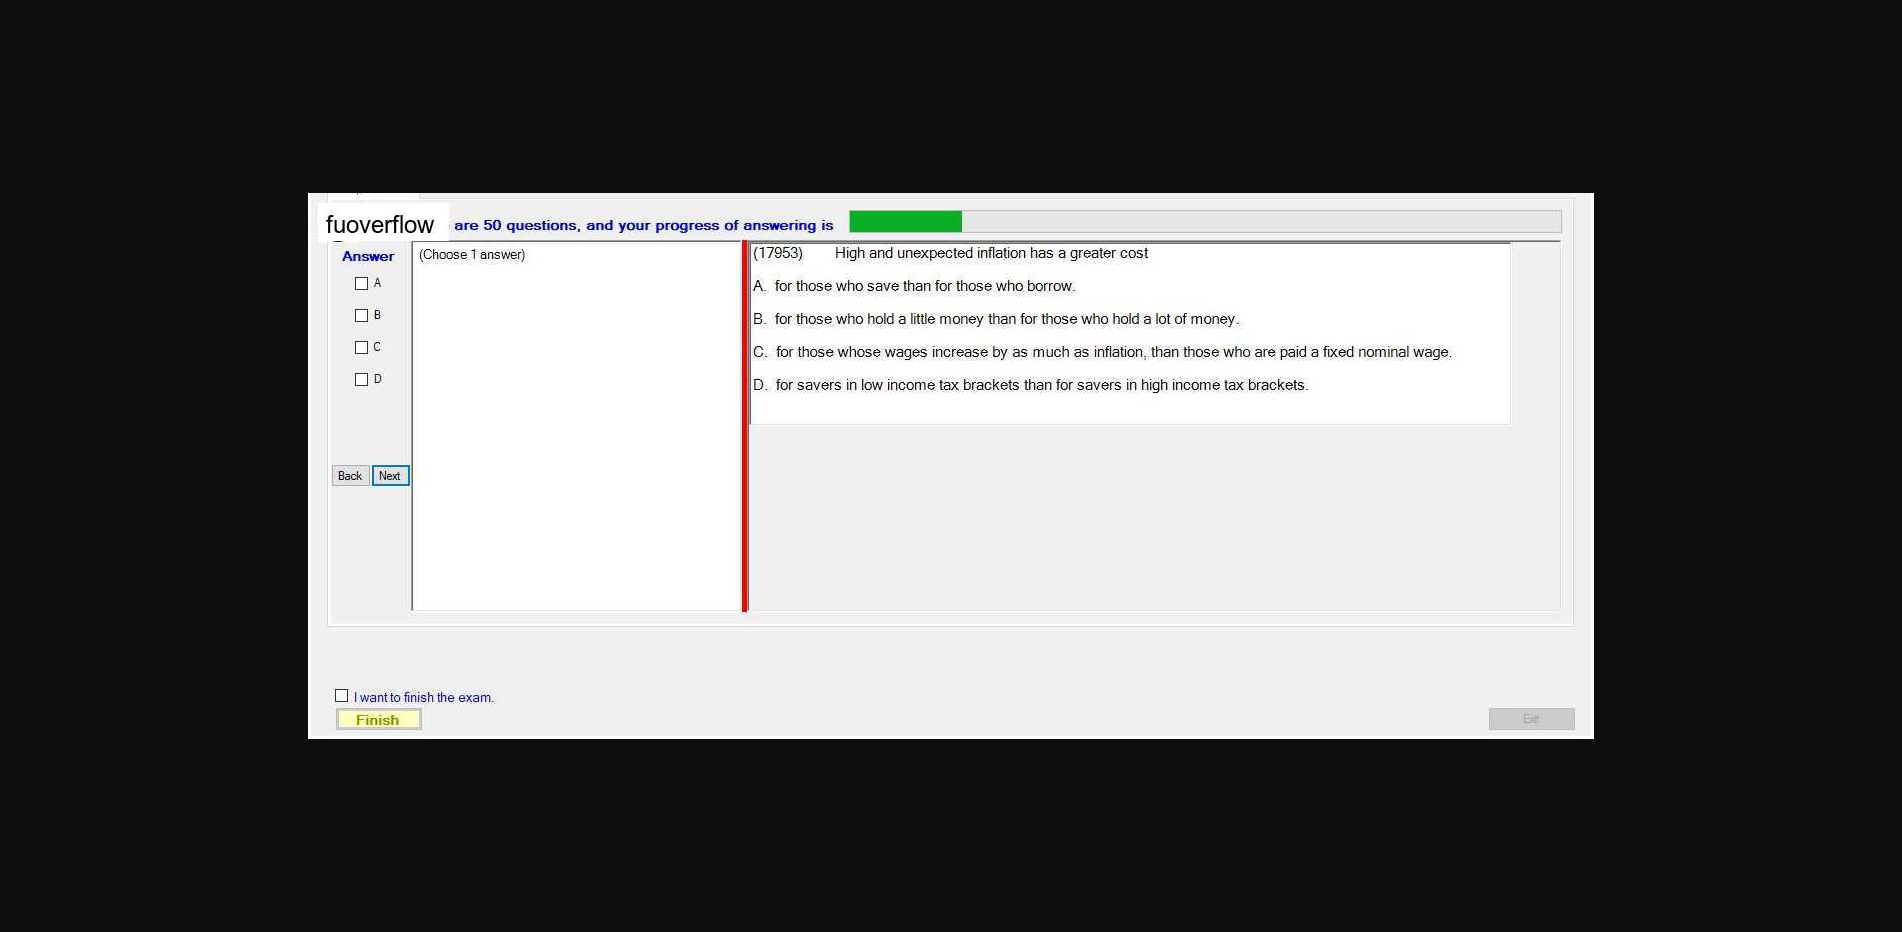 fuoverflow are 50 questions, and your progress of answering is
Answer
(Choose 1 answer)
A
B
C
D
Back Next
(17953) High and unexpected inflation has a greater cost
A. for those who save than for those who borrow.
B. for those who hold a little money than for those who hold a lot of money.
C. for those whose wages increase by as much as inflation, than those who are paid a fixed nominal wage.
D. for savers in low income tax brackets than for savers in high income tax brackets.
I want to finish the exam.
Finish
Exit